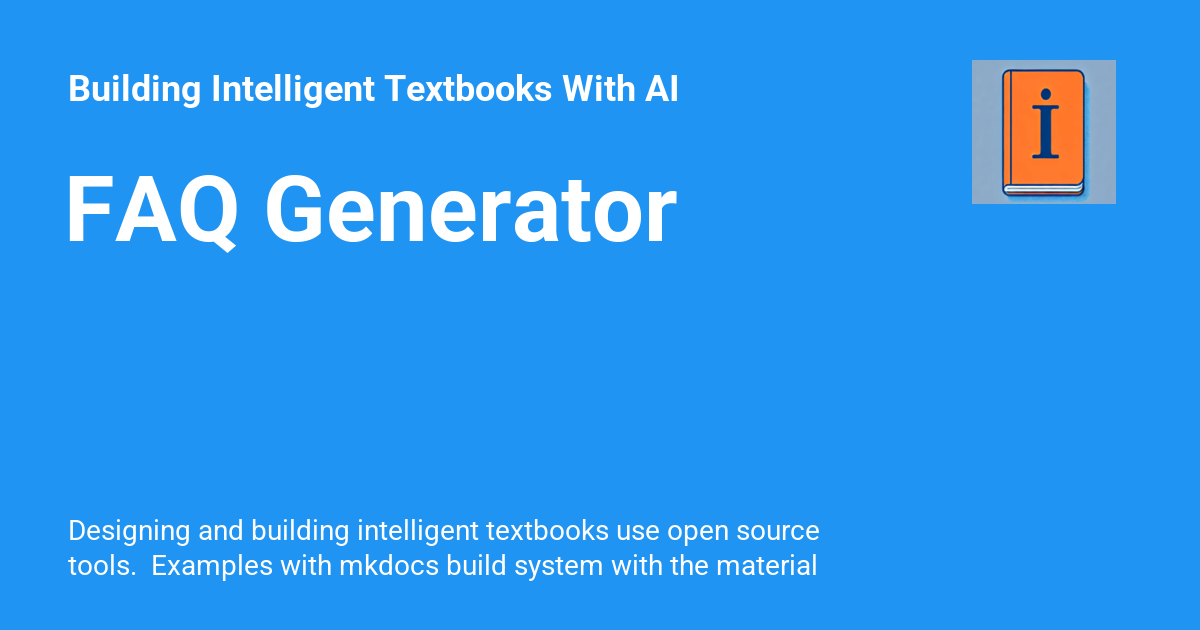 Building Intelligent Textbooks With AI
i
FAQ Generator
Designing and building intelligent textbooks use open source
tools.  Examples with mkdocs build system with the material